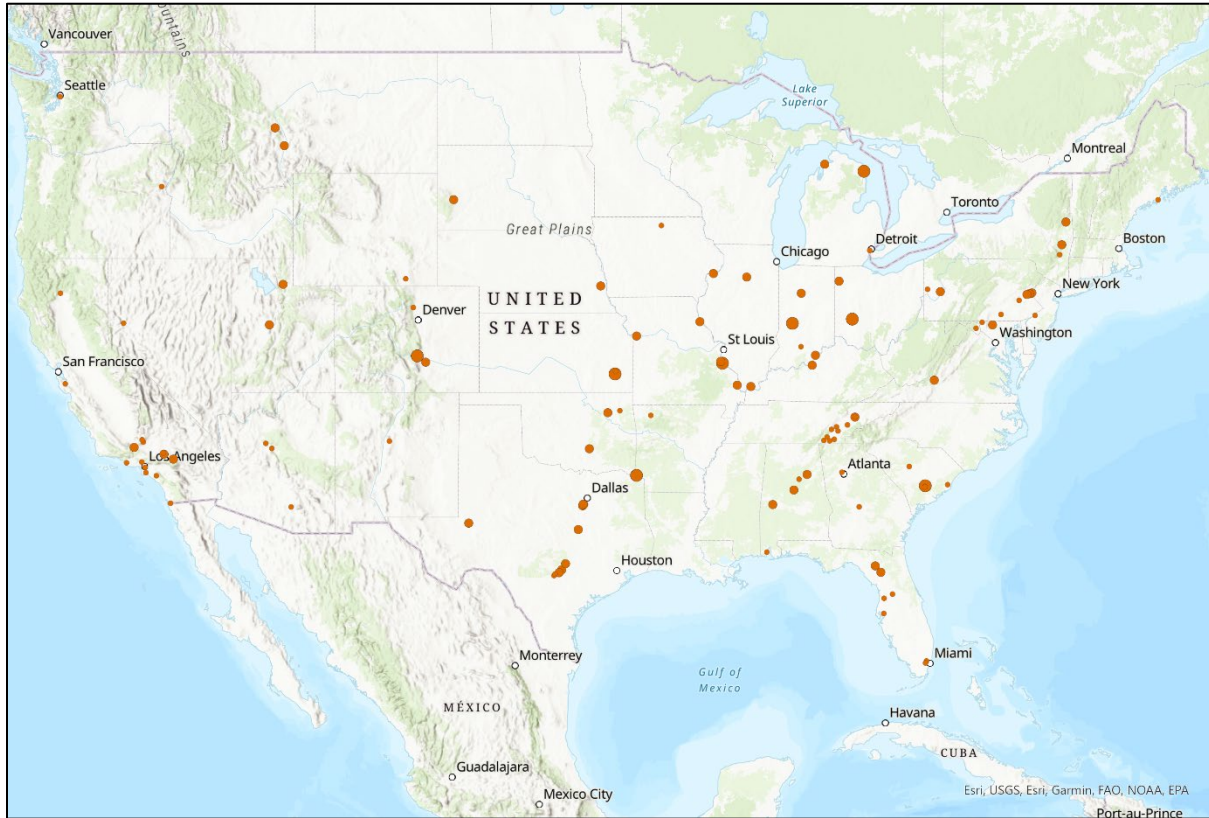 Vancouver
ountains
Seattle
Lake
Superior
Montreal
Toronto
Great Plains
Chicago
Detroit
Boston
New York
UNITED
STATES
Denver
St Louis
Washington
San Francisco
Los Angeles
Atlanta
Dallas
Houston
Monterrey
Gulf of
Mexico
Miami
MÉXICO
Havana
CUBA
Guadalajara
Mexico City
Esri, USGS, Esri, Garmin, FAO, NOAA, EPA
Port-au-Prince